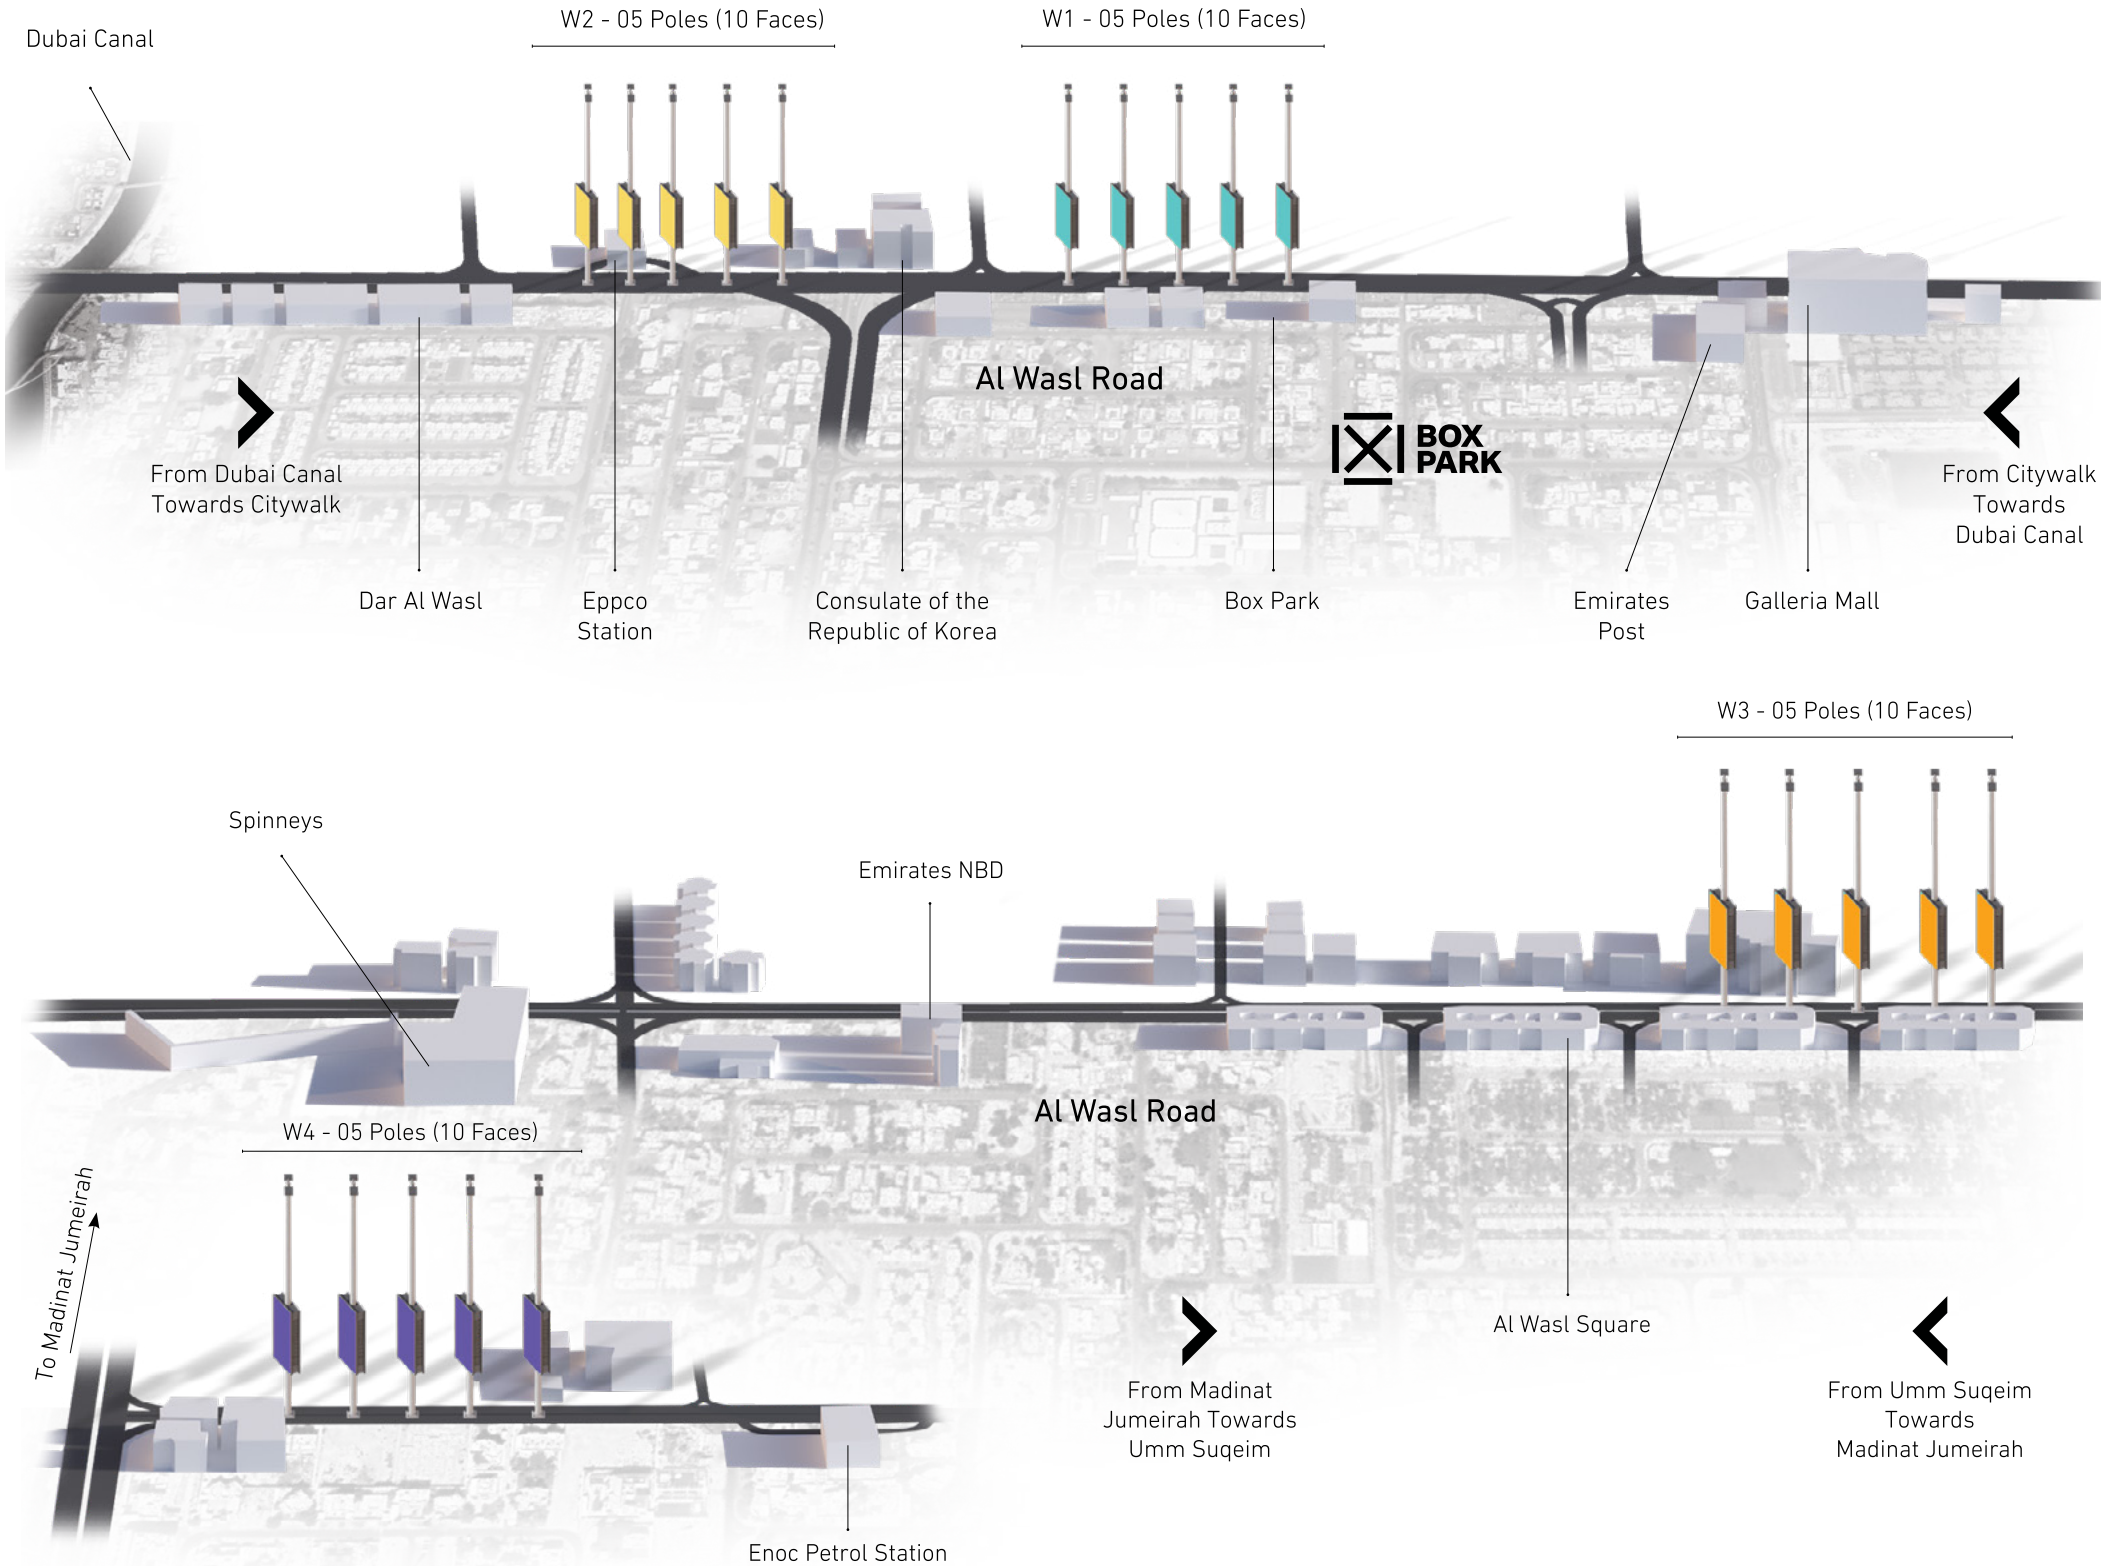 W2 - 05 Poles (10 Faces)
W1 - 05 Poles (10 Faces)
Dubai Canal
Al Wasl Road
BOX
PARK
From Dubai Canal
Towards Citywalk
From Citywalk
Towards
Dubai Canal
Dar Al Wasl
Eppco
Station
Consulate of the
Republic of Korea
Box Park
Emirates
Post
Galleria Mall
W3 - 05 Poles (10 Faces)
Spinneys
Emirates NBD
Al Wasl Road
W4 - 05 Poles (10 Faces)
To Madinat Jumeirah
Al Wasl Square
From Madinat
Jumeirah Towards
Umm Suqeim
From Umm Suqeim
Towards
Madinat Jumeirah
Enoc Petrol Station